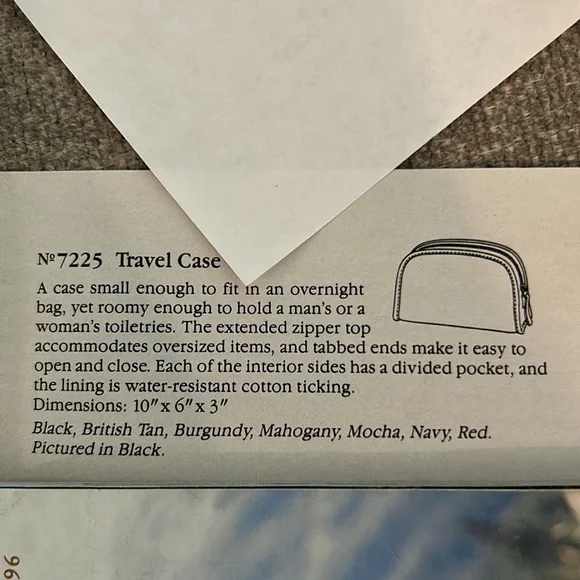 Nº 7225 Travel Case
A case small enough to fit in an overnight
bag, yet roomy enough to hold a man's or a
woman's toiletries. The extended zipper top
accommodates oversized items, and tabbed ends make it easy to
open and close. Each of the interior sides has a divided pocket, and
the lining is water-resistant cotton ticking.
Dimensions: 10" x 6" x 3"
Black, British Tan, Burgundy, Mahogany, Mocha, Navy, Red.
Pictured in Black.
96